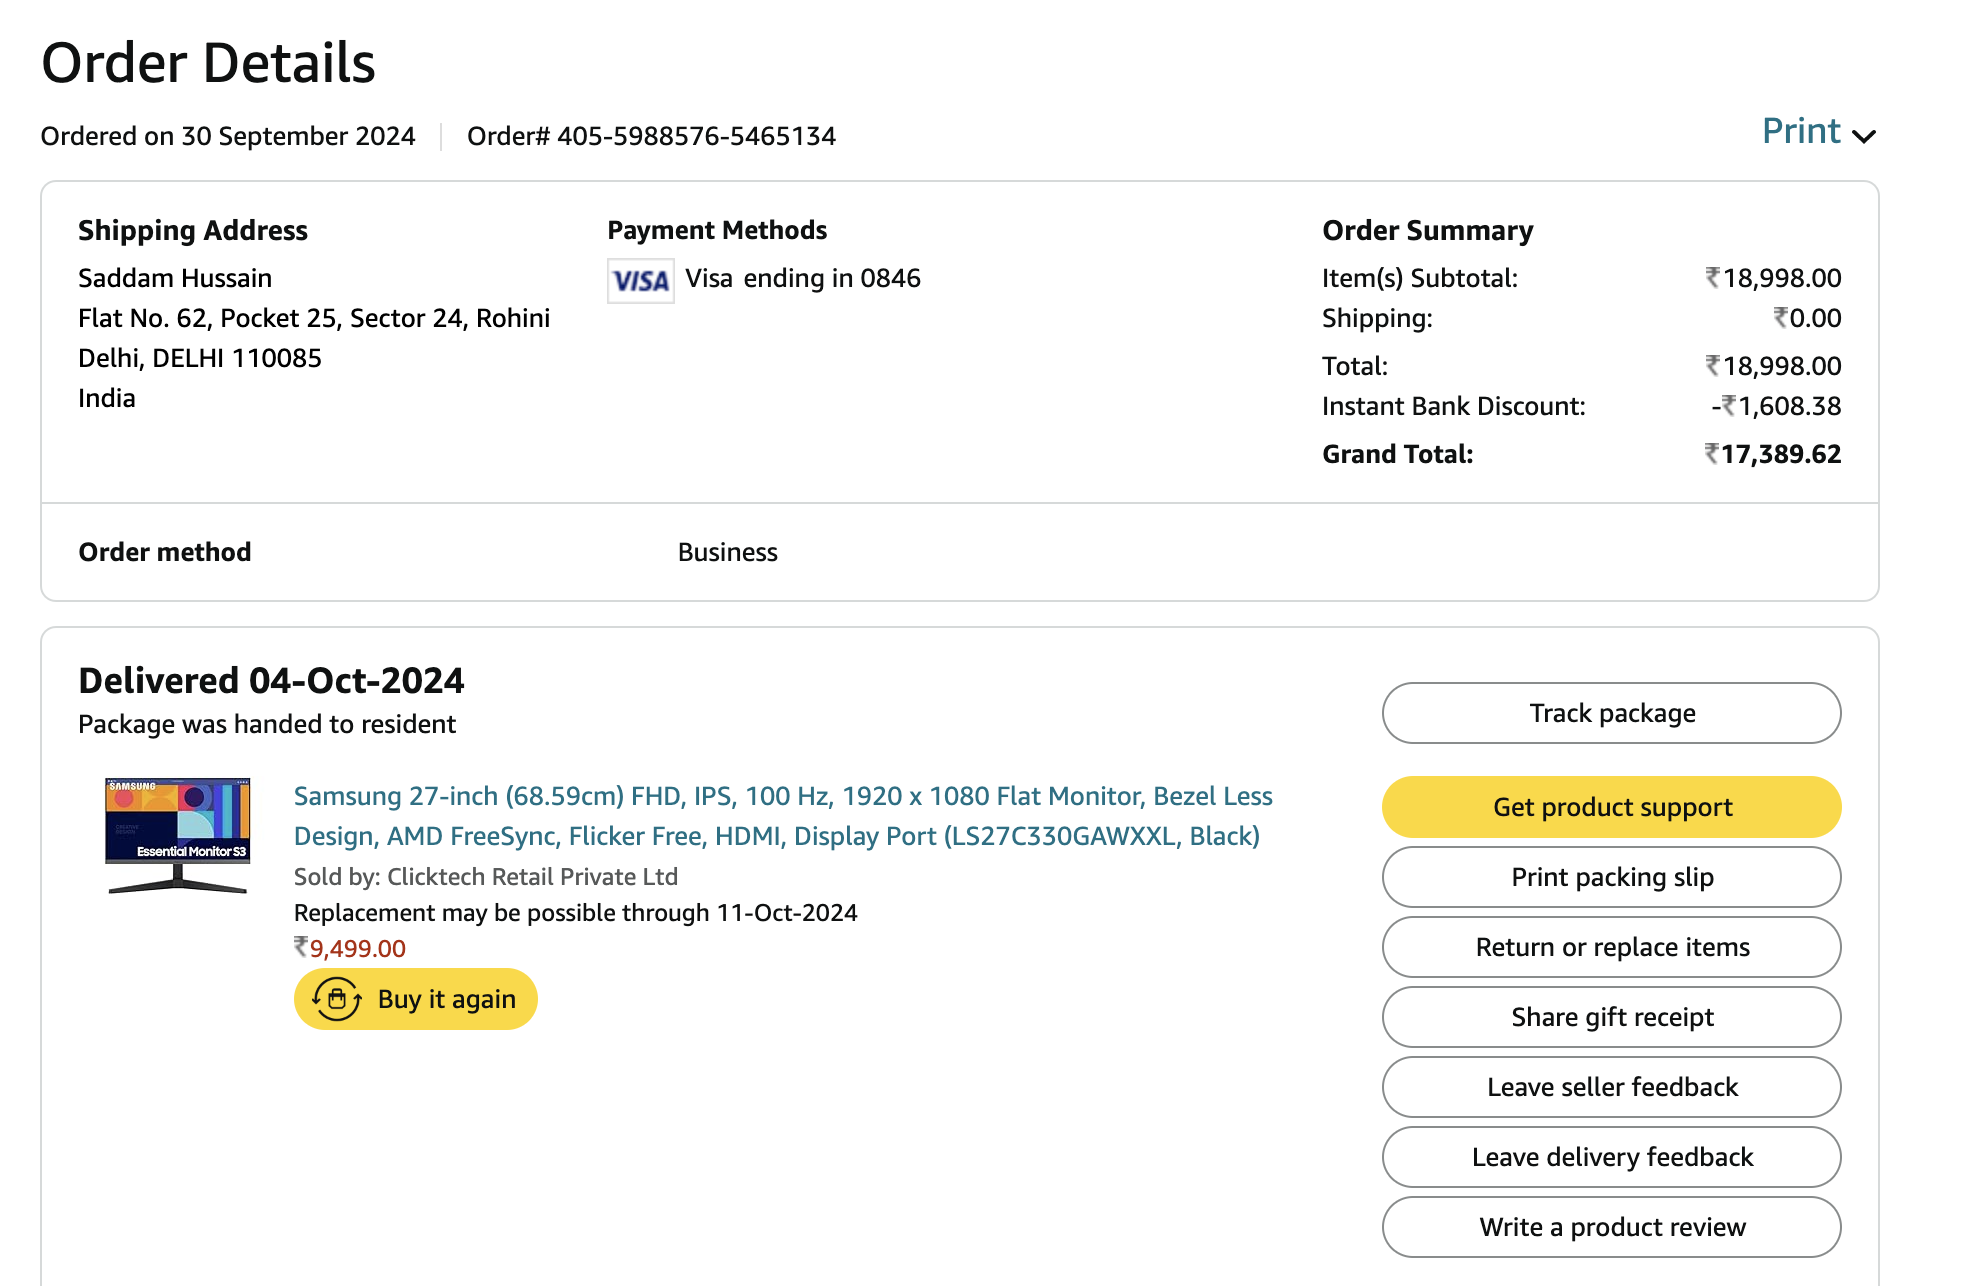 Order Details
Ordered on 30 September 2024
Order# 405-5988576-5465134
Print
Shipping Address
Saddam Hussain
Flat No. 62, Pocket 25, Sector 24, Rohini
Delhi, DELHI 110085
India
Payment Methods
VISA Visa ending in 0846
Order Summary
Item(s) Subtotal: ₹18,998.00
Shipping: ₹0.00
Total: ₹18,998.00
Instant Bank Discount: -₹1,608.38
Grand Total: ₹17,389.62
Order method Business
Delivered 04-Oct-2024
Package was handed to resident
SAMSUNG
Essential Monitor S3
Samsung 27-inch (68.59cm) FHD, IPS, 100 Hz, 1920 x 1080 Flat Monitor, Bezel Less
Design, AMD FreeSync, Flicker Free, HDMI, Display Port (LS27C330GAWXXL, Black)
Sold by: Clicktech Retail Private Ltd
Replacement may be possible through 11-Oct-2024
₹9,499.00
Buy it again
Track package
Get product support
Print packing slip
Return or replace items
Share gift receipt
Leave seller feedback
Leave delivery feedback
Write a product review